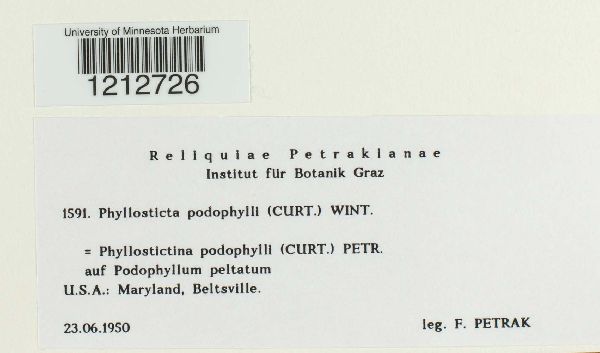 University of Minnesota Herbarium
1212726
Reliquiae Petrakianae
Institut für Botanik Graz
1591. Phyllosticta podophylli (CURT.) WINT.
= Phyllostictina podophylli (CURT.) PETR.
auf Podophyllum peltatum
U.S.A.: Maryland, Beltsville.
23.06.1950 leg. F. PETRAK